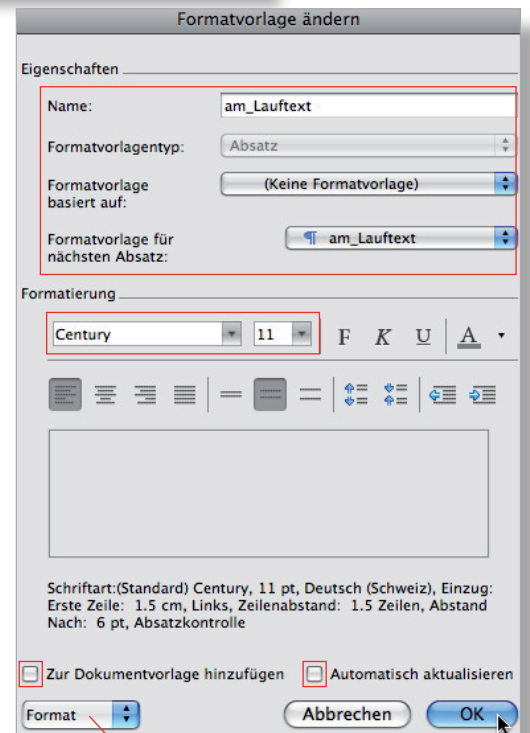 Formatvorlage ändern
Eigenschaften
Name: am_Lauftext
Formatvorlagentyp: Absatz
Formatvorlage basiert auf: (Keine Formatvorlage)
Formatvorlage für nächsten Absatz: ¶ am_Lauftext
Formatierung
Century 11 F K U A
Schriftart:(Standard) Century, 11 pt, Deutsch (Schweiz), Einzug:
Erste Zeile: 1.5 cm, Links, Zeilenabstand: 1.5 Zeilen, Abstand
Nach: 6 pt, Absatzkontrolle
Zur Dokumentvorlage hinzufügen Automatisch aktualisieren
Format Abbrechen OK